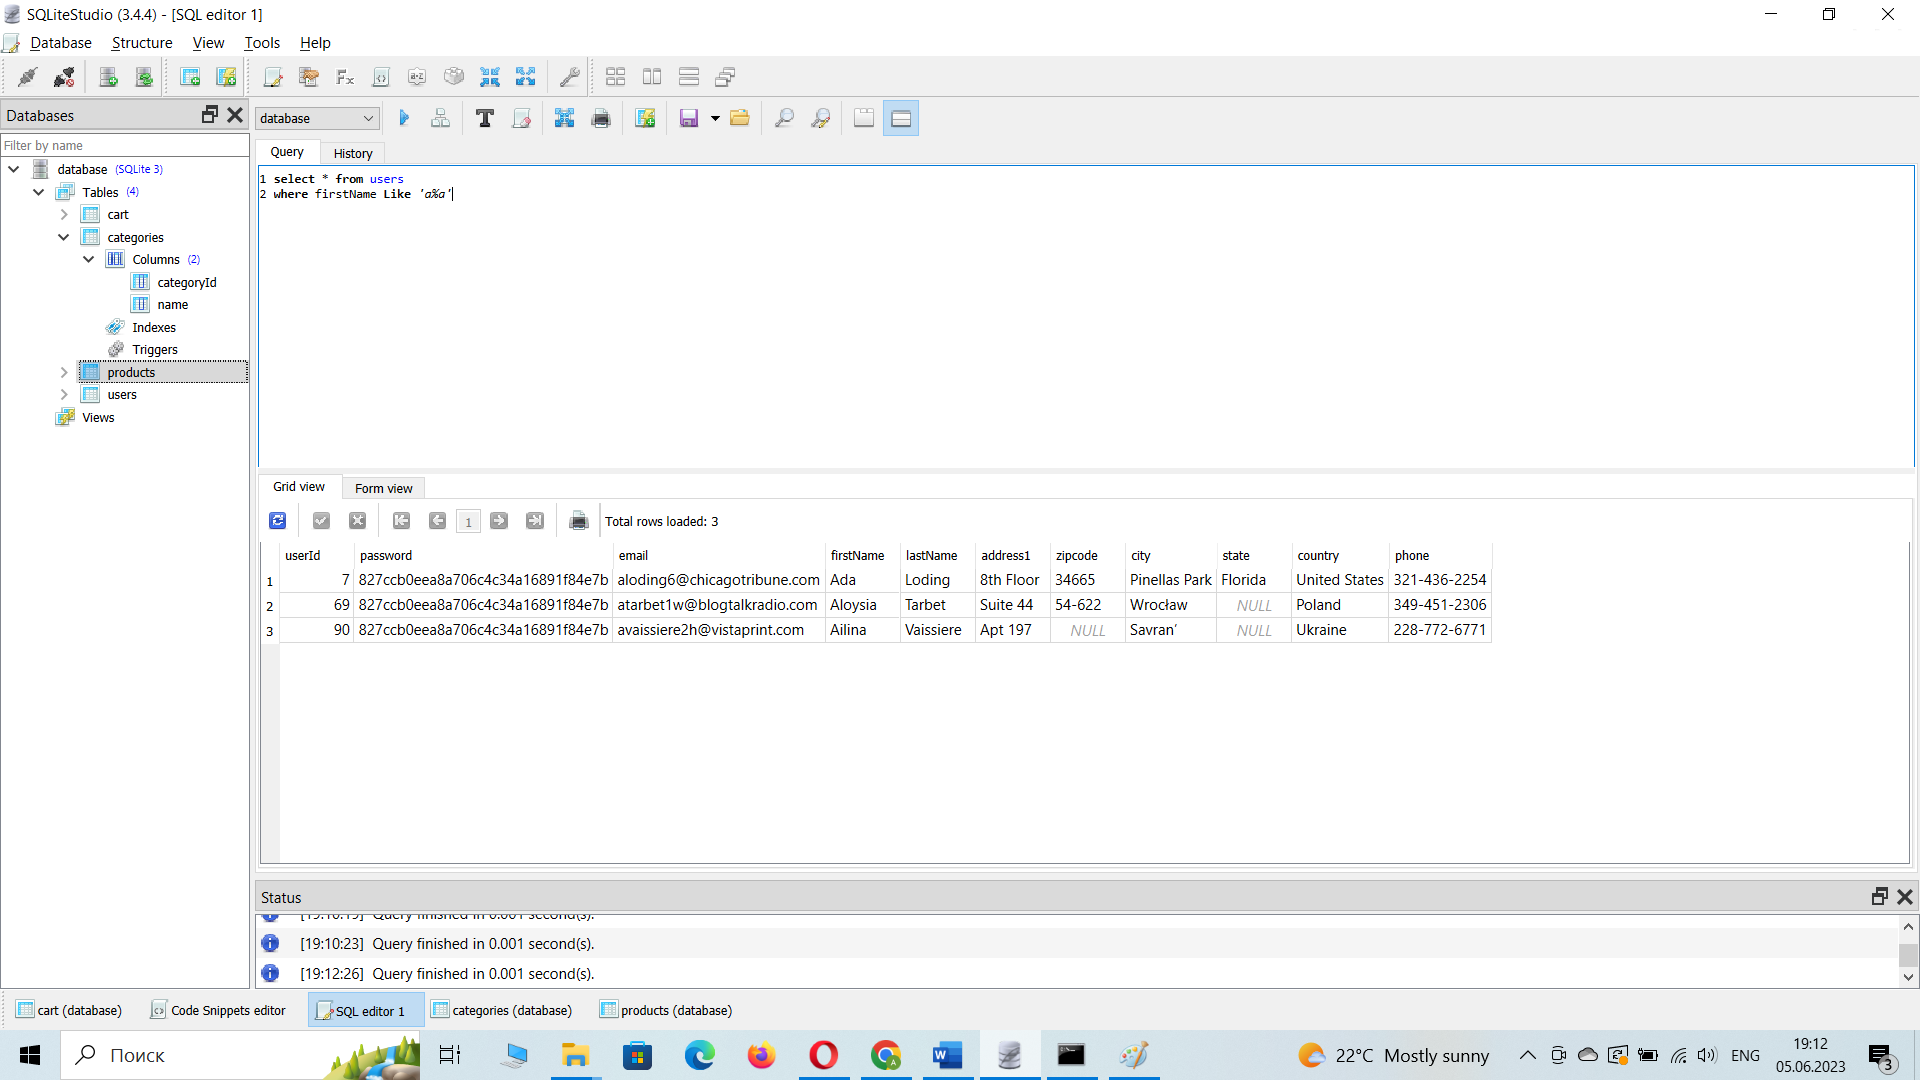 SQLiteStudio (3.4.4) - [SQL editor 1]
Database Structure View Tools Help
Databases
database
Filter by name
Query History
database (SQLite 3)
Tables (4)
cart
categories
Columns (2)
categoryId
name
Indexes
Triggers
products
users
Views
1 select * from users
2 where firstName Like 'a%a'
Grid view Form view
1 Total rows loaded: 3
userId password email firstName lastName address1 zipcode city state country phone
1 7 827ccb0eea8a706c4c34a16891f84e7b aloding6@chicagotribune.com Ada Loding 8th Floor 34665 Pinellas Park Florida United States 321-436-2254
2 69 827ccb0eea8a706c4c34a16891f84e7b atarbet1w@blogtalkradio.com Aloysia Tarbet Suite 44 54-622 Wrocław NULL Poland 349-451-2306
3 90 827ccb0eea8a706c4c34a16891f84e7b avaissiere2h@vistaprint.com Ailina Vaissiere Apt 197 NULL Savran’ NULL Ukraine 228-772-6771
Status
Query finished in 0.001 second(s).
[19:10:23] Query finished in 0.001 second(s).
[19:12:26] Query finished in 0.001 second(s).
cart (database) Code Snippets editor SQL editor 1 categories (database) products (database)
Поиск
22°C Mostly sunny
ENG
19:12
05.06.2023
3